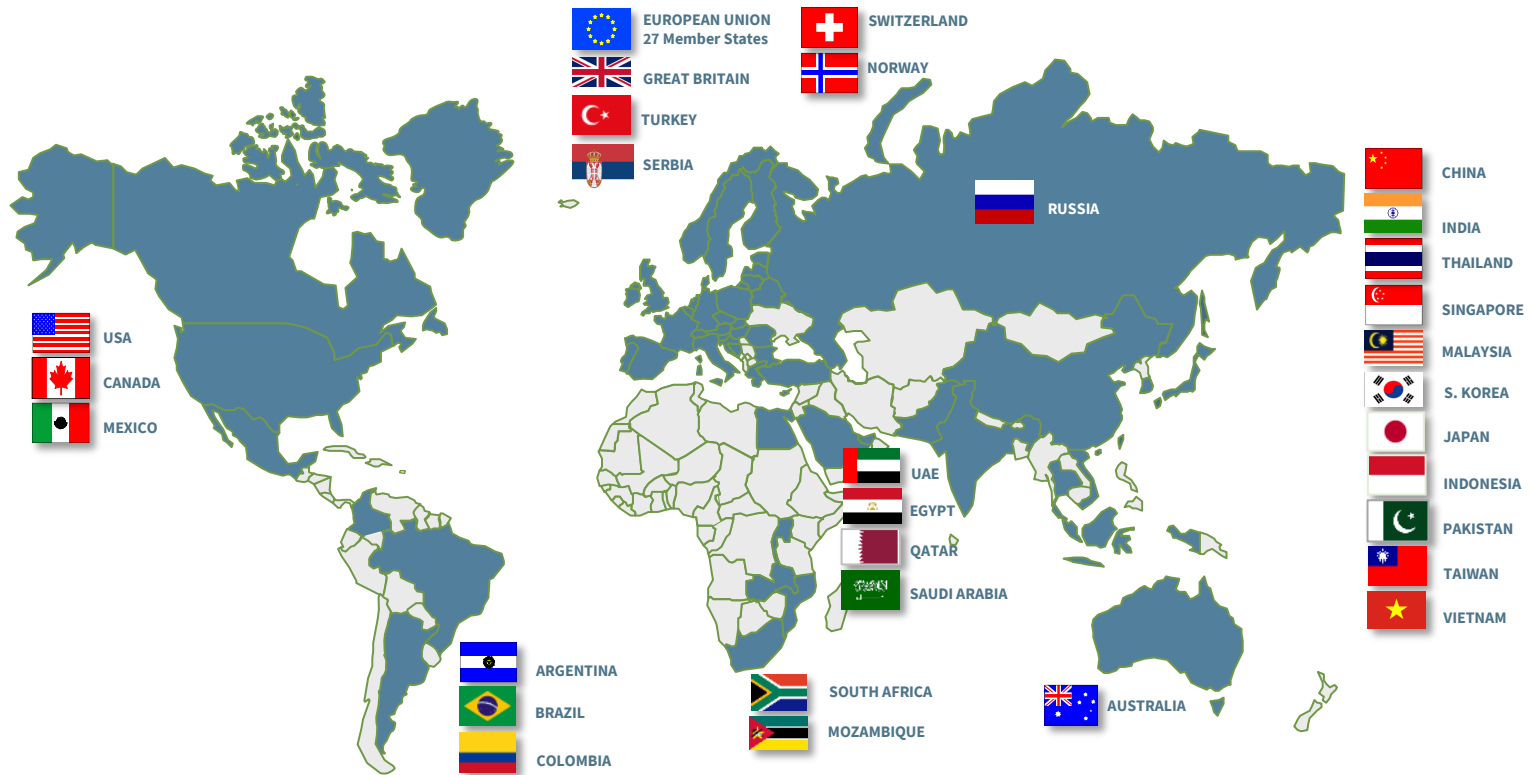 EUROPEAN UNION
27 Member States
GREAT BRITAIN
TURKEY
SERBIA
SWITZERLAND
NORWAY
RUSSIA
USA
CANADA
MEXICO
CHINA
INDIA
THAILAND
SINGAPORE
MALAYSIA
S. KOREA
JAPAN
INDONESIA
PAKISTAN
TAIWAN
VIETNAM
UAE
EGYPT
QATAR
SAUDI ARABIA
ARGENTINA
BRAZIL
COLOMBIA
SOUTH AFRICA
MOZAMBIQUE
AUSTRALIA